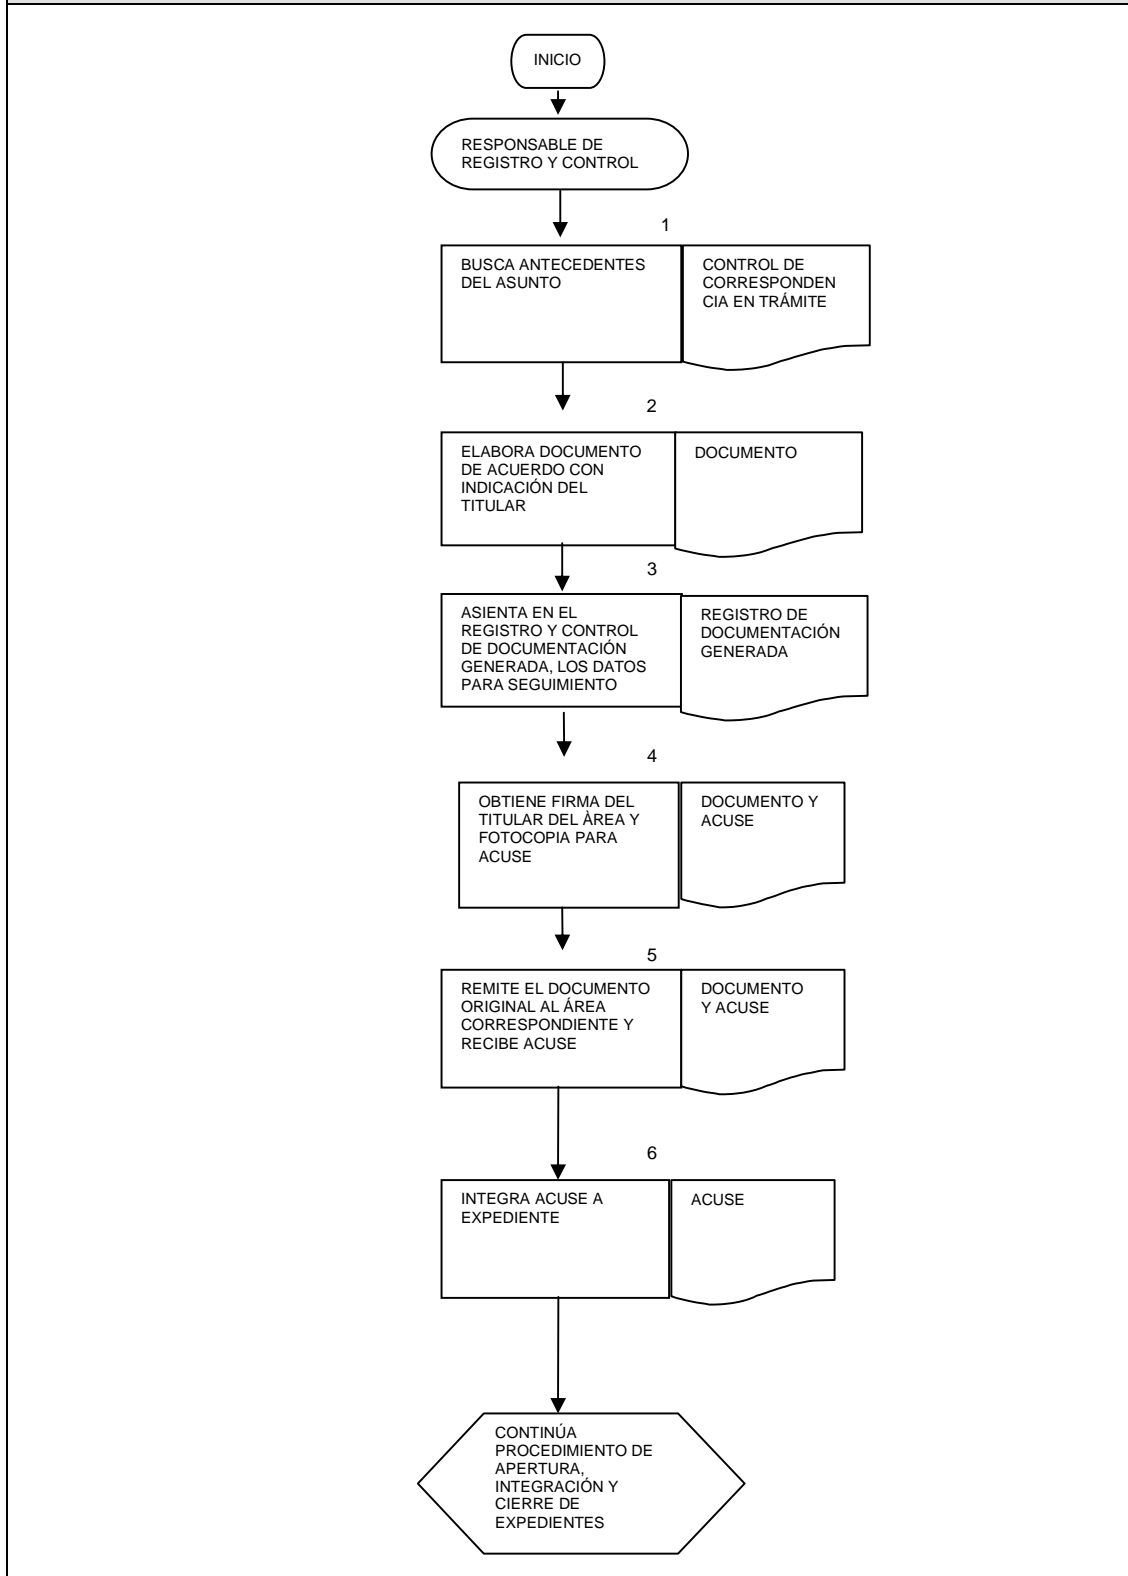 INICIO
RESPONSABLE DE
REGISTRO Y CONTROL
1
BUSCA ANTECEDENTES
DEL ASUNTO
CONTROL DE
CORRESPONDEN
CIA EN TRÁMITE
2
ELABORA DOCUMENTO
DE ACUERDO CON
INDICACIÓN DEL
TITULAR
DOCUMENTO
3
ASIENTA EN EL
REGISTRO Y CONTROL
DE DOCUMENTACIÓN
GENERADA, LOS DATOS
PARA SEGUIMIENTO
REGISTRO DE
DOCUMENTACIÓN
GENERADA
4
OBTIENE FIRMA DEL
TITULAR DEL ÀREA Y
FOTOCOPIA PARA
ACUSE
DOCUMENTO Y
ACUSE
5
REMITE EL DOCUMENTO
ORIGINAL AL ÁREA
CORRESPONDIENTE Y
RECIBE ACUSE
DOCUMENTO
Y ACUSE
6
INTEGRA ACUSE A
EXPEDIENTE
ACUSE
CONTINÚA
PROCEDIMIENTO DE
APERTURA,
INTEGRACIÓN Y
CIERRE DE
EXPEDIENTES